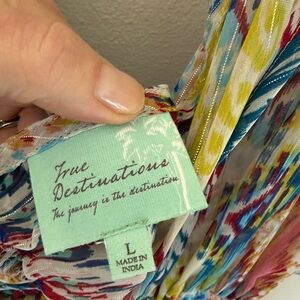 True
Destinations
The journey is the destination
L
MADE IN
INDIA